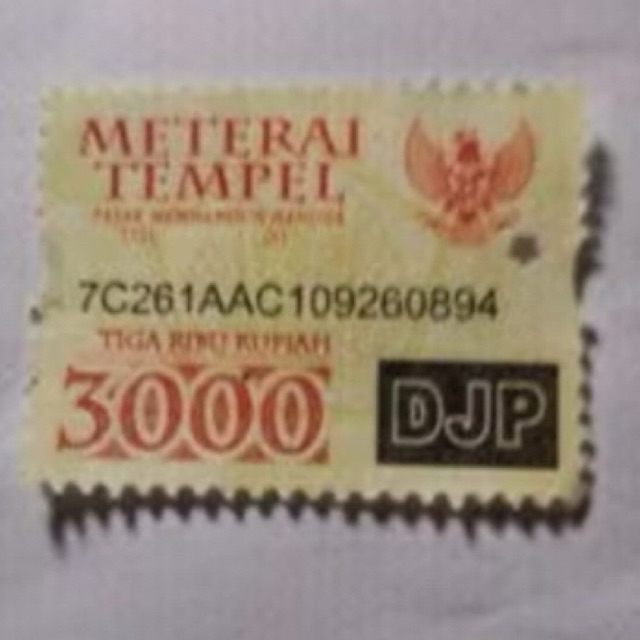 METERAI
TEMPEL
7C261AAC109260894
TIGA RIBU RUPIAH
3000
DJP